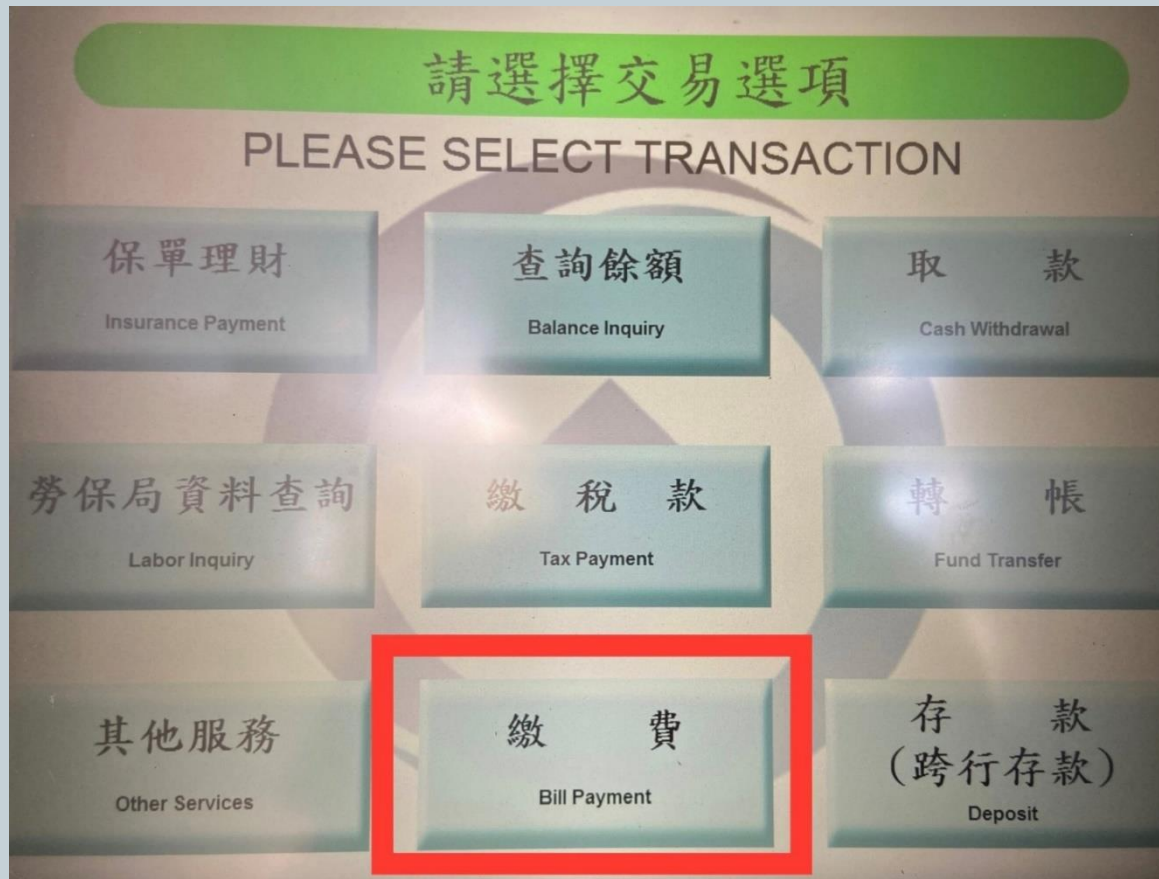 請選擇交易選項
PLEASE SELECT TRANSACTION
保單理財
Insurance Payment
查詢餘額
Balance Inquiry
取 款
Cash Withdrawal
勞保局資料查詢
Labor Inquiry
繳 稅 款
Tax Payment
轉 帳
Fund Transfer
其他服務
Other Services
繳 費
Bill Payment
存 款
(跨行存款)
Deposit